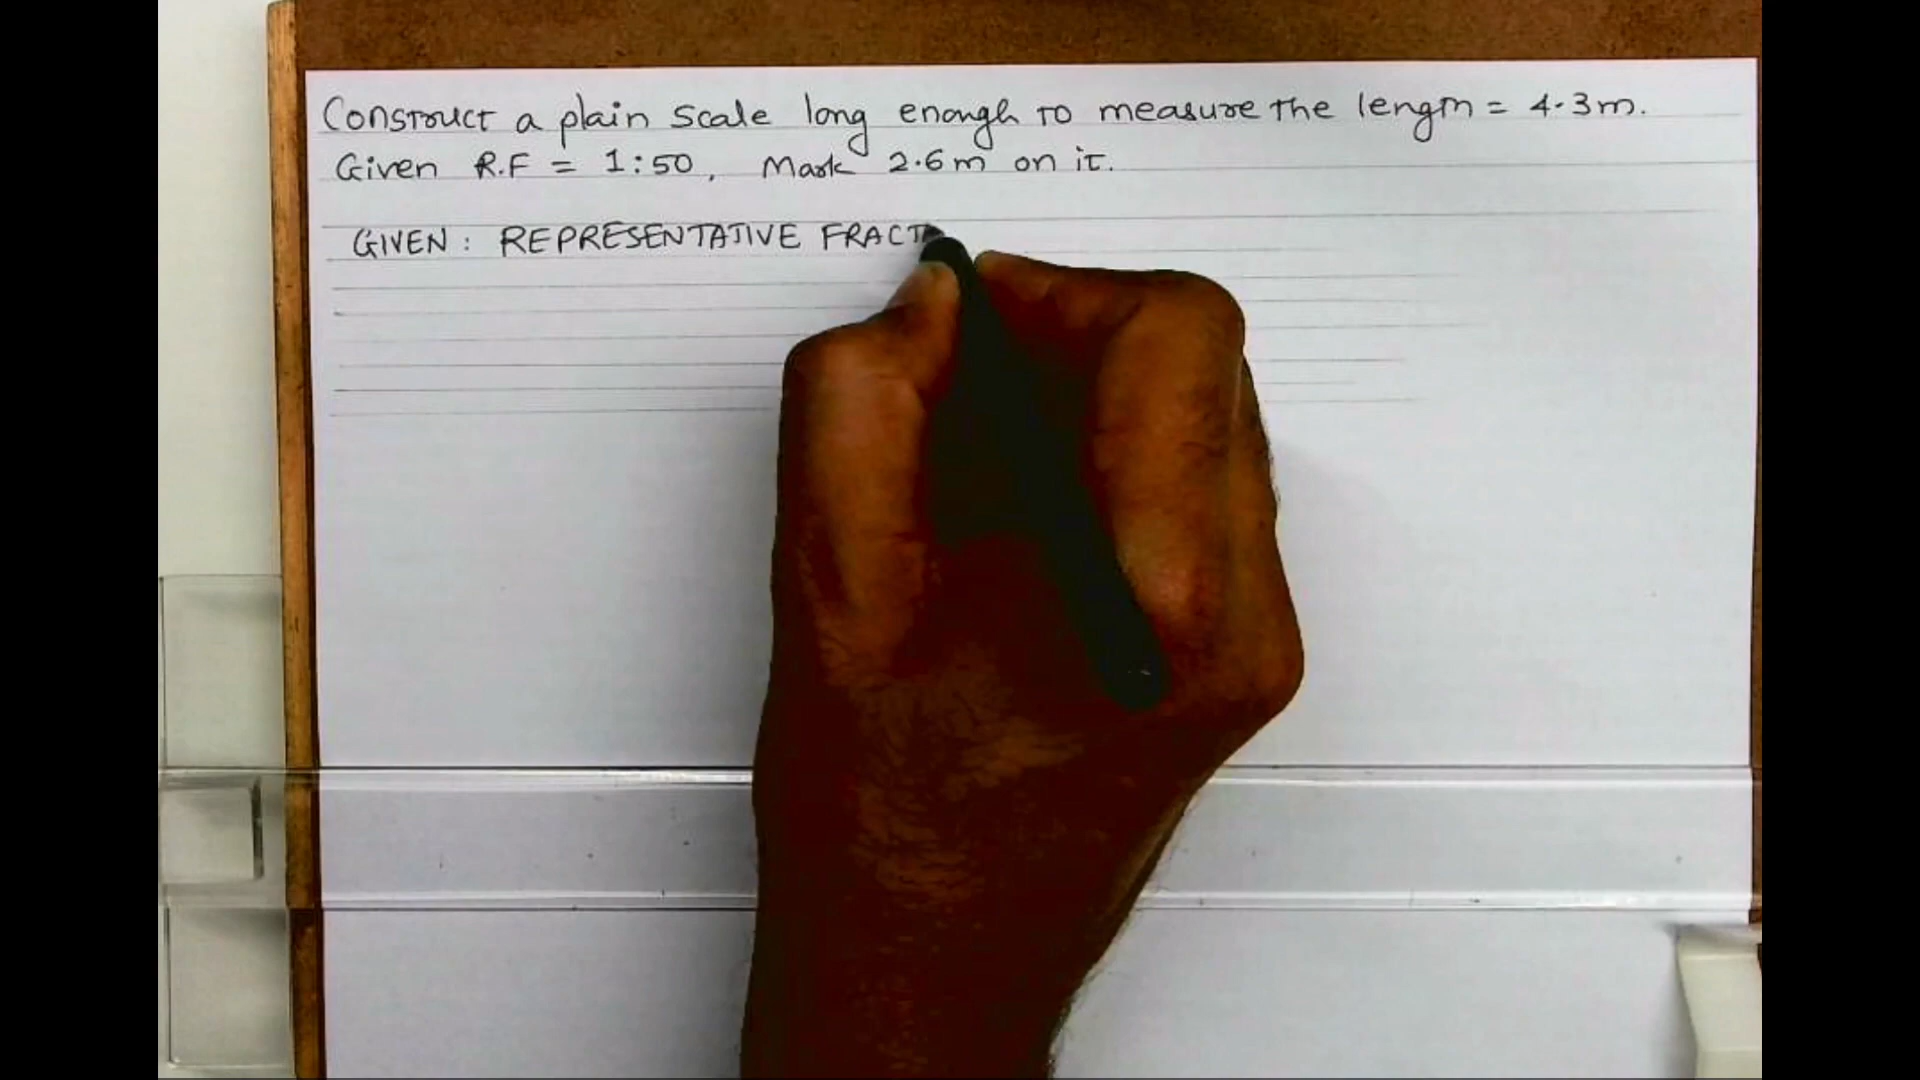 Construct a plain scale long enough to measure the length = 4.3m.
Given R.F = 1:50, Mark 2.6m on it.
GIVEN : REPRESENTATIVE FRACT